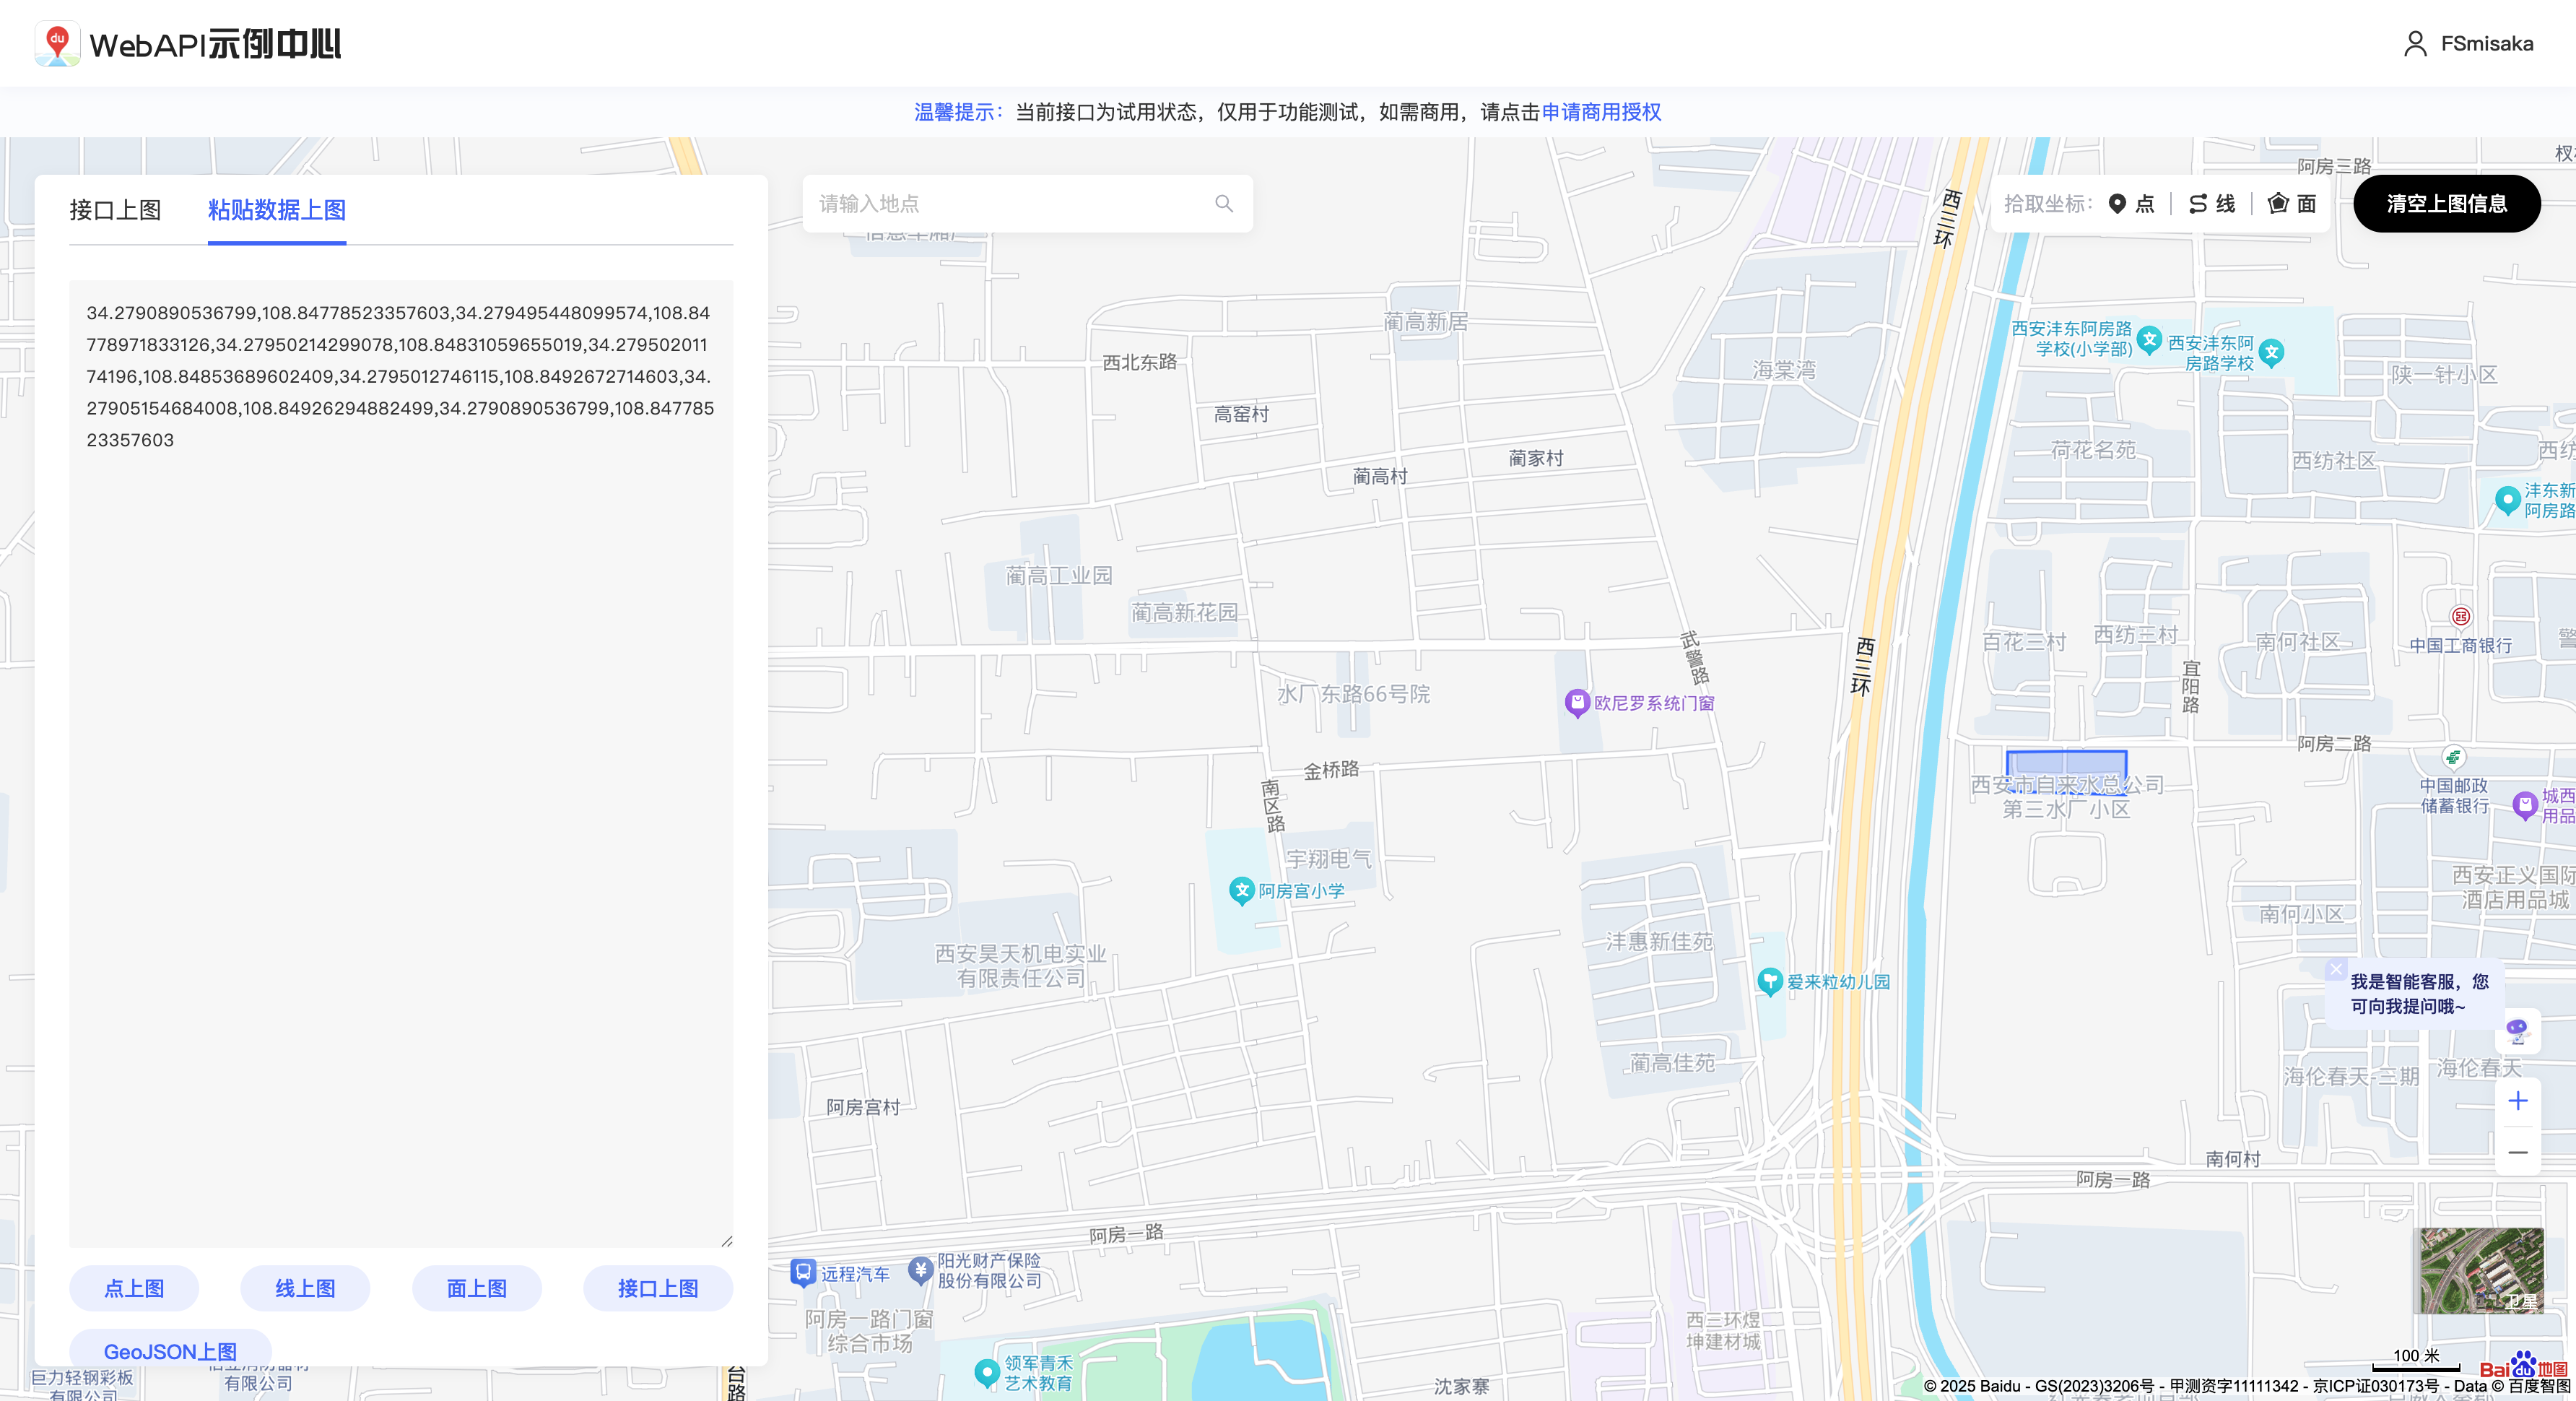 WebAPI示例中心
FSmisaka
温馨提示：当前接口为试用状态，仅用于功能测试，如需商用，请点击申请商用授权
接口上图
粘贴数据上图
请输入地点
拾取坐标：
点
线
面
清空上图信息
34.2790890536799,108.84778523357603,34.279495448099574,108.84
778971833126,34.27950214299078,108.84831059655019,34.279502011
74196,108.84853689602409,34.2795012746115,108.8492672714603,34.
27905154684008,108.84926294882499,34.2790890536799,108.847785
23357603
点上图
线上图
面上图
接口上图
GeoJSON上图
阿房三路
西三环
蔺高新居
西北东路
高窑村
蔺高村
蔺家村
海棠湾
西安沣东阿房路
学校(小学部)
西安沣东阿
房路学校
陕一针小区
荷花名苑
西纺社区
沣东新
阿房路
蔺高工业园
蔺高新花园
武警路
西三环
百花三村
西纺三村
南何社区
中国工商银行
宜阳路
水厂东路66号院
欧尼罗系统门窗
金桥路
南区路
阿房二路
西安市自来水总公司
第三水厂小区
中国邮政
储蓄银行
城西
用品
宇翔电气
阿房宫小学
西安正义国际
酒店用品城
南何小区
沣惠新佳苑
西安昊天机电实业
有限责任公司
爱来粒幼儿园
我是智能客服，您
可向我提问哦~
蔺高佳苑
海伦春天-三期
海伦春天
阿房宫村
南何村
阿房一路
阿房一路
远程汽车
阳光财产保险
股份有限公司
阿房一路门窗
综合市场
西三环煜
坤建材城
卫星
领军青禾
艺术教育
沈家寨
台路
巨力轻钢彩板
有限公司
有限公司
100 米
Bai du 地图
© 2025 Baidu - GS(2023)3206号 - 甲测资字11111342 - 京ICP证030173号 - Data © 百度智图